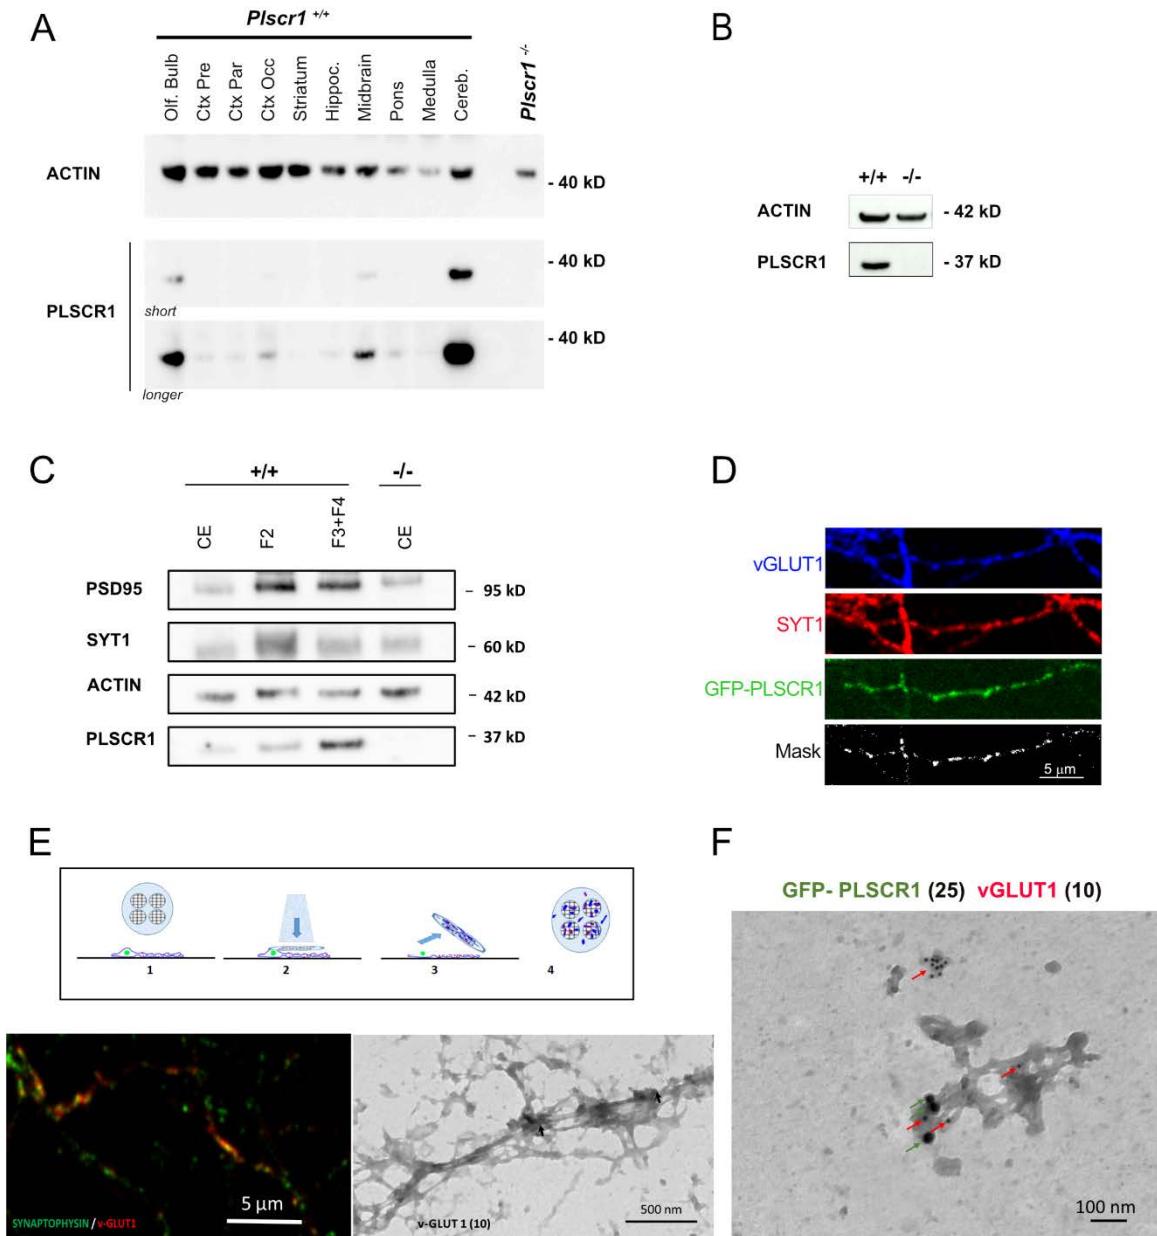 A
Plscr1 +/+
Olf. Bulb
Ctx Pre
Ctx Par
Ctx Occ
Striatum
Hippoc.
Midbrain
Pons
Medulla
Cereb.
Plscr1 -/-
ACTIN
- 40 kD
PLSCR1
- 40 kD
short
- 40 kD
longer
B
+/+ -/-
ACTIN
- 42 kD
PLSCR1
- 37 kD
C
+/+ -/-
CE
F2
F3+F4
CE
PSD95
- 95 kD
SYT1
- 60 kD
ACTIN
- 42 kD
PLSCR1
- 37 kD
D
vGLUT1
SYT1
GFP-PLSCR1
Mask
5 µm
E
1 2 3 4
5 µm
SYNAPTOPHYSIN / v-GLUT1
v-GLUT 1 (10)
500 nm
F
GFP- PLSCR1 (25) vGLUT1 (10)
100 nm